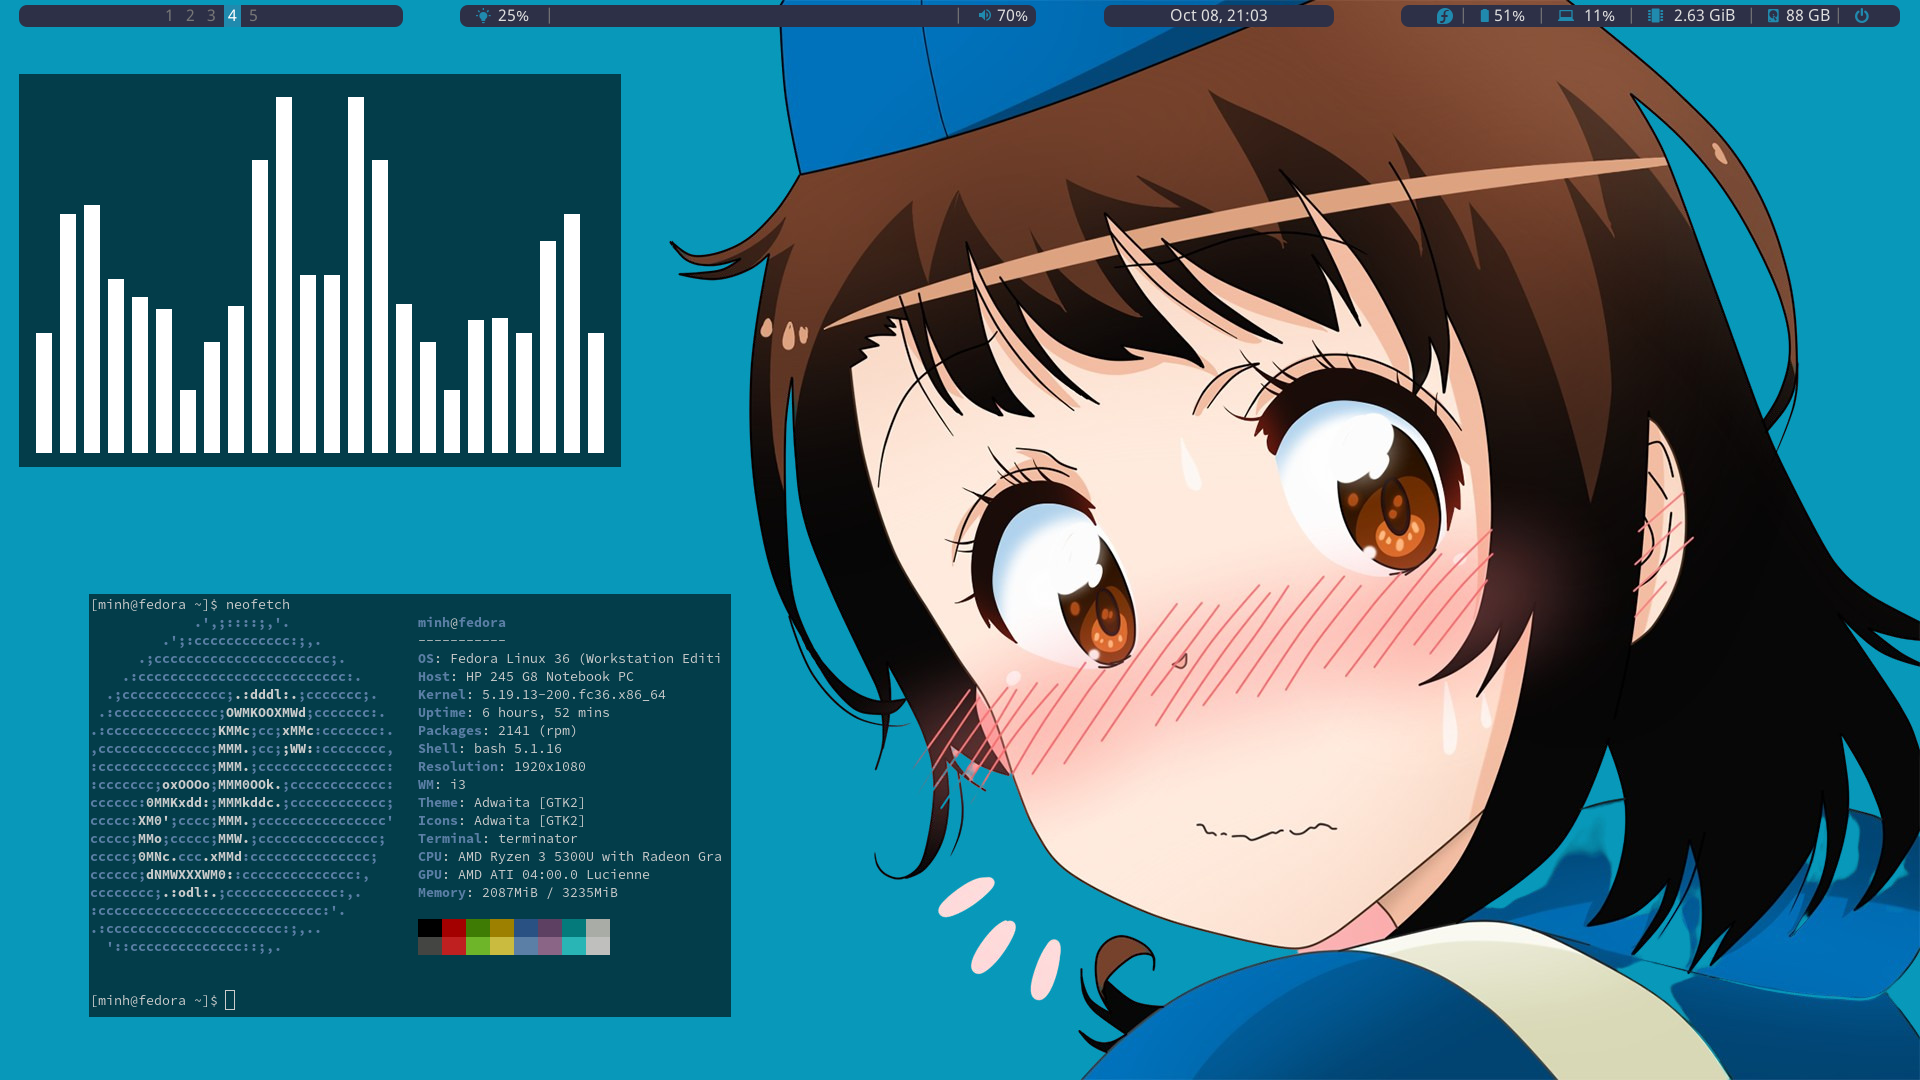 1 2 3 4 5
25%
70%
Oct 08, 21:03
51% 11% 2.63 GiB 88 GB
[minh@fedora ~]$ neofetch
minh@fedora
-----------
OS: Fedora Linux 36 (Workstation Editi
Host: HP 245 G8 Notebook PC
Kernel: 5.19.13-200.fc36.x86_64
Uptime: 6 hours, 52 mins
Packages: 2141 (rpm)
Shell: bash 5.1.16
Resolution: 1920x1080
WM: i3
Theme: Adwaita [GTK2]
Icons: Adwaita [GTK2]
Terminal: terminator
CPU: AMD Ryzen 3 5300U with Radeon Gra
GPU: AMD ATI 04:00.0 Lucienne
Memory: 2087MiB / 3235MiB
[minh@fedora ~]$